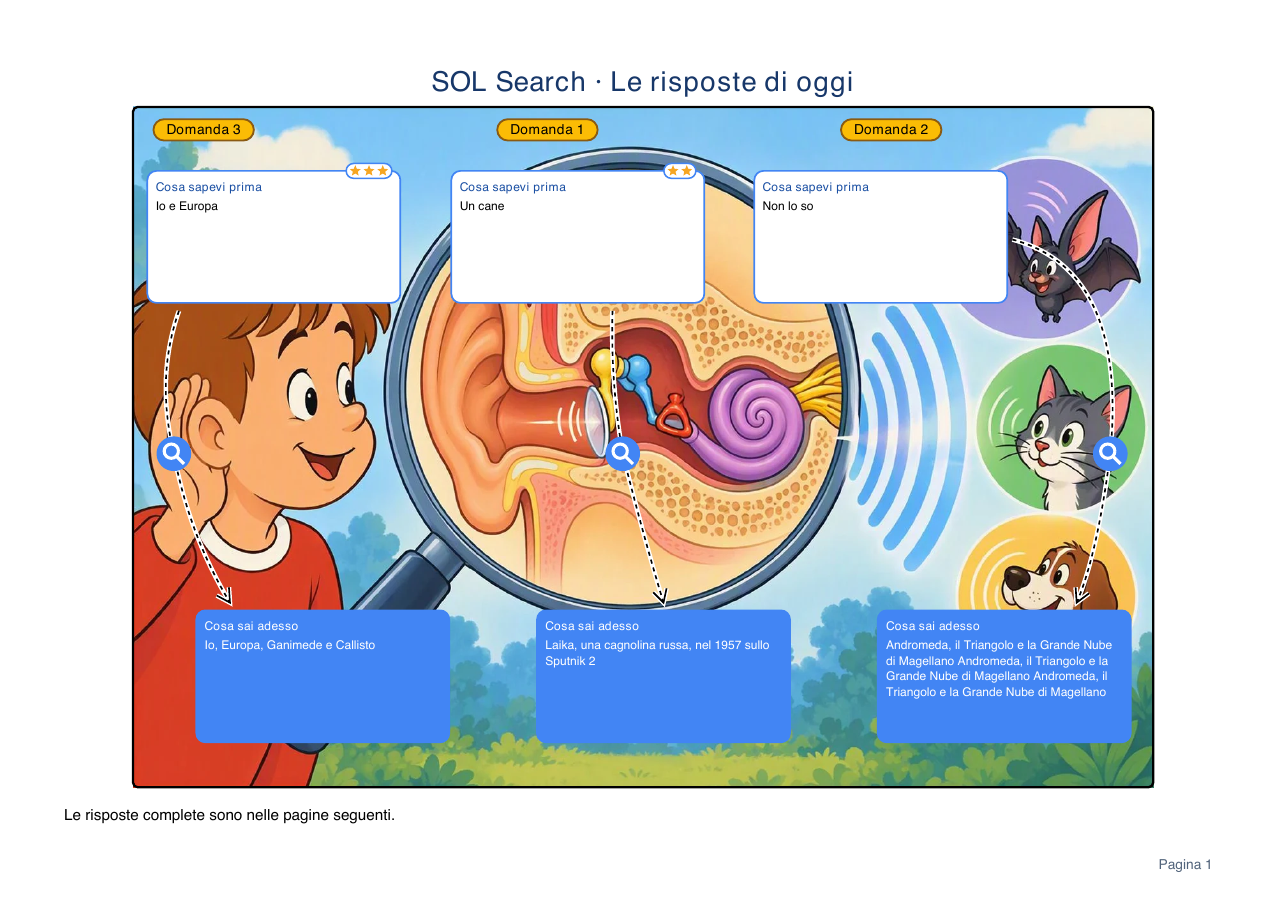 SOL Search · Le risposte di oggi
Domanda 3
Domanda 1
Domanda 2
Cosa sapevi prima
Io e Europa
Cosa sapevi prima
Un cane
Cosa sapevi prima
Non lo so
Cosa sai adesso
Io, Europa, Ganimede e Callisto
Cosa sai adesso
Laika, una cagnolina russa, nel 1957 sullo
Sputnik 2
Cosa sai adesso
Andromeda, il Triangolo e la Grande Nube
di Magellano Andromeda, il Triangolo e la
Grande Nube di Magellano Andromeda, il
Triangolo e la Grande Nube di Magellano
Le risposte complete sono nelle pagine seguenti.
Pagina 1